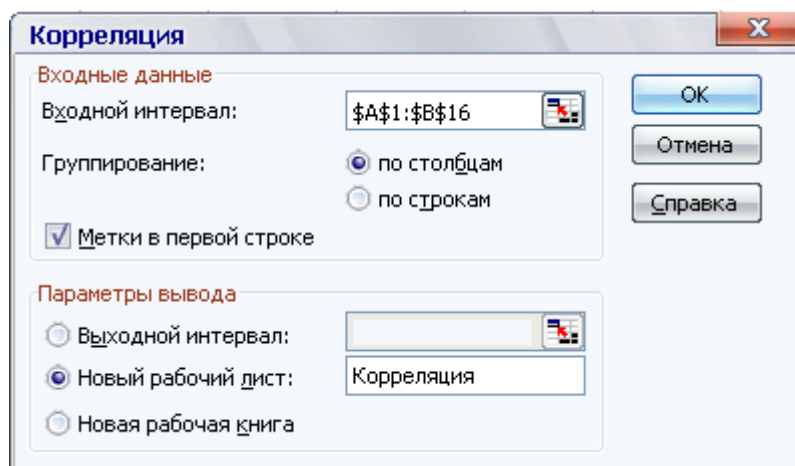 Корреляция
Входные данные
Входной интервал: $A$1:$B$16
Группирование: по столбцам
по строкам
Метки в первой строке
OK
Отмена
Справка
Параметры вывода
Выходной интервал:
Новый рабочий лист: Корреляция
Новая рабочая книга